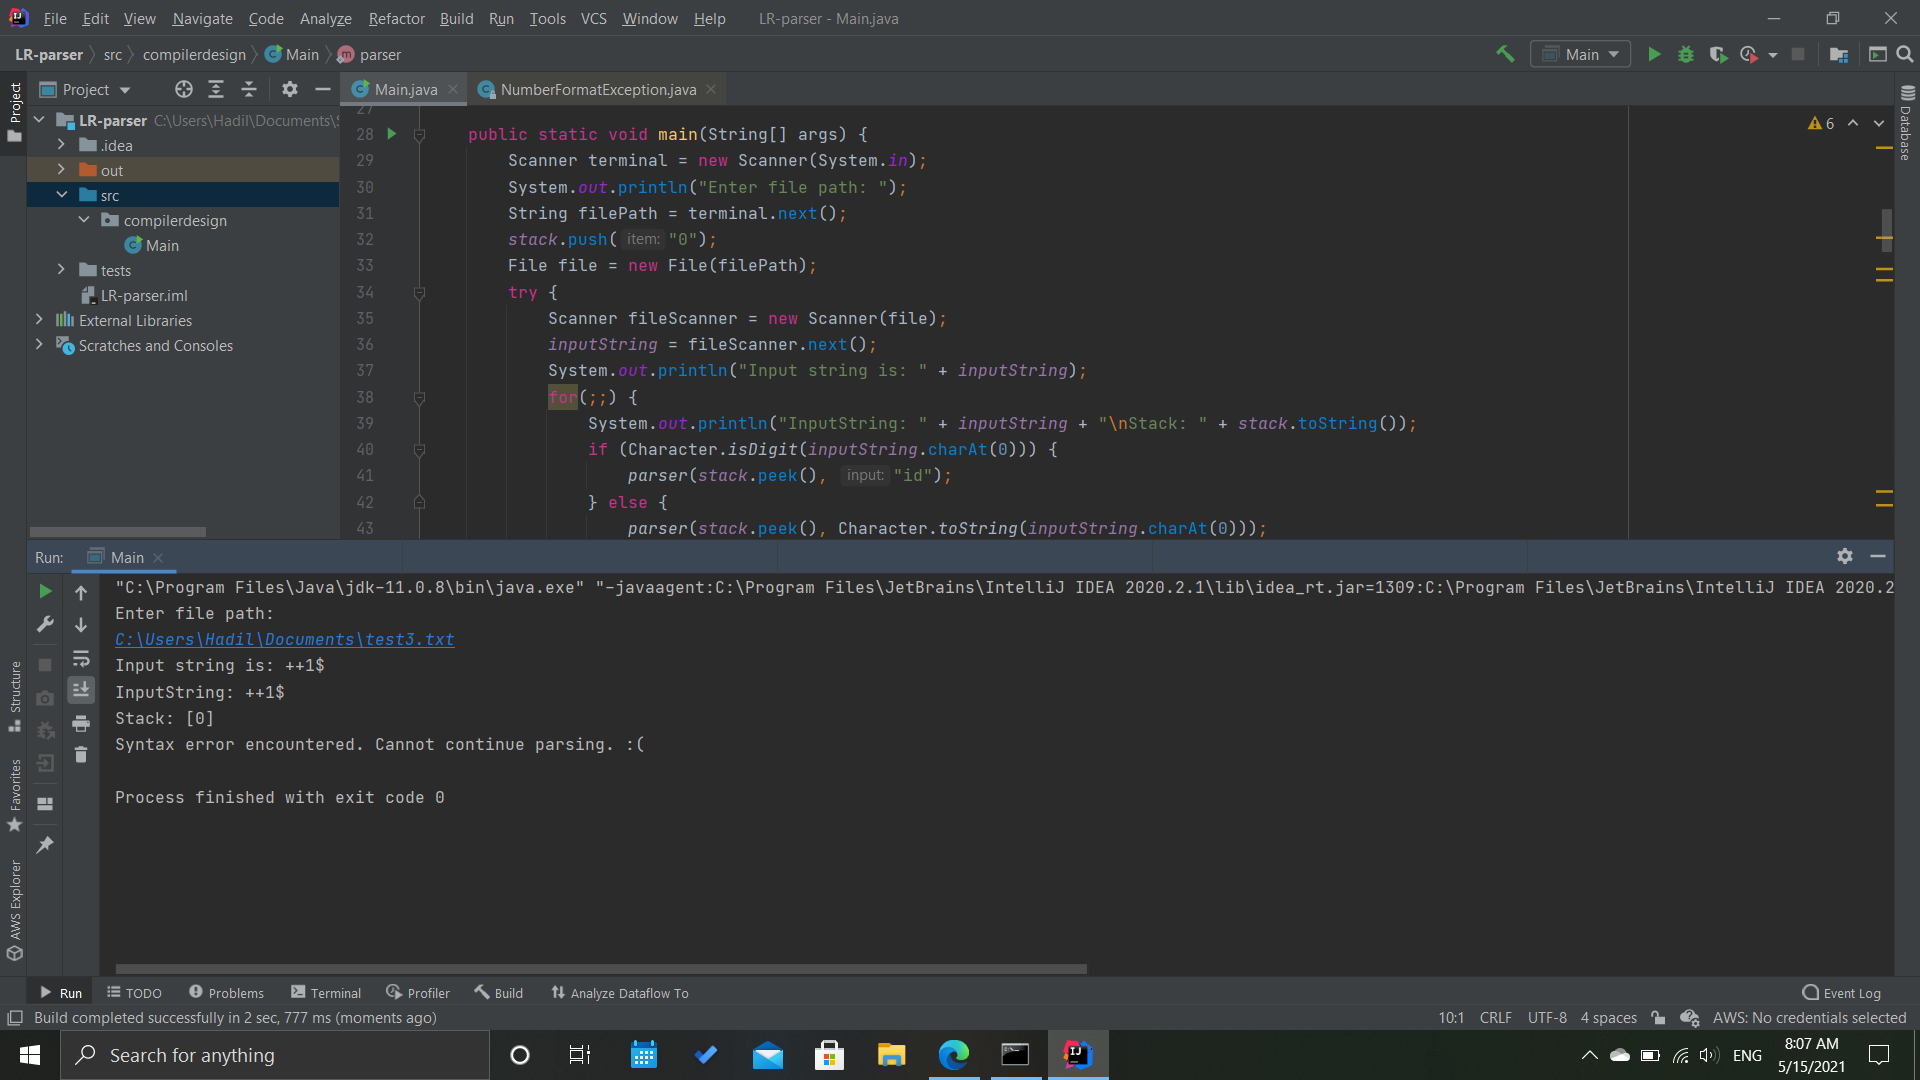 File Edit View Navigate Code Analyze Refactor Build Run Tools VCS Window Help LR-parser - Main.java
LR-parser src compilerdesign Main parser
Main
Project
Main.java
NumberFormatException.java
Project
Database
LR-parser C:\Users\Hadil\Documents\
.idea
out
src
compilerdesign
Main
tests
LR-parser.iml
External Libraries
Scratches and Consoles
6
27
28 public static void main(String[] args) {
29 Scanner terminal = new Scanner(System.in);
30 System.out.println("Enter file path: ");
31 String filePath = terminal.next();
32 stack.push( item: "0");
33 File file = new File(filePath);
34 try {
35 Scanner fileScanner = new Scanner(file);
36 inputString = fileScanner.next();
37 System.out.println("Input string is: " + inputString);
38 for(;;) {
39 System.out.println("InputString: " + inputString + "\nStack: " + stack.toString());
40 if (Character.isDigit(inputString.charAt(0))) {
41 parser(stack.peek(), input: "id");
42 } else {
43 parser(stack.peek(), Character.toString(inputString.charAt(0)));
Run: Main
"C:\Program Files\Java\jdk-11.0.8\bin\java.exe" "-javaagent:C:\Program Files\JetBrains\IntelliJ IDEA 2020.2.1\lib\idea_rt.jar=1309:C:\Program Files\JetBrains\IntelliJ IDEA 2020.2
Enter file path:
C:\Users\Hadil\Documents\test3.txt
Input string is: ++1$
InputString: ++1$
Stack: [0]
Syntax error encountered. Cannot continue parsing. :(
Process finished with exit code 0
Structure
Favorites
AWS Explorer
Run TODO Problems Terminal Profiler Build Analyze Dataflow To Event Log
Build completed successfully in 2 sec, 777 ms (moments ago) 10:1 CRLF UTF-8 4 spaces AWS: No credentials selected
Search for anything
ENG
8:07 AM
5/15/2021